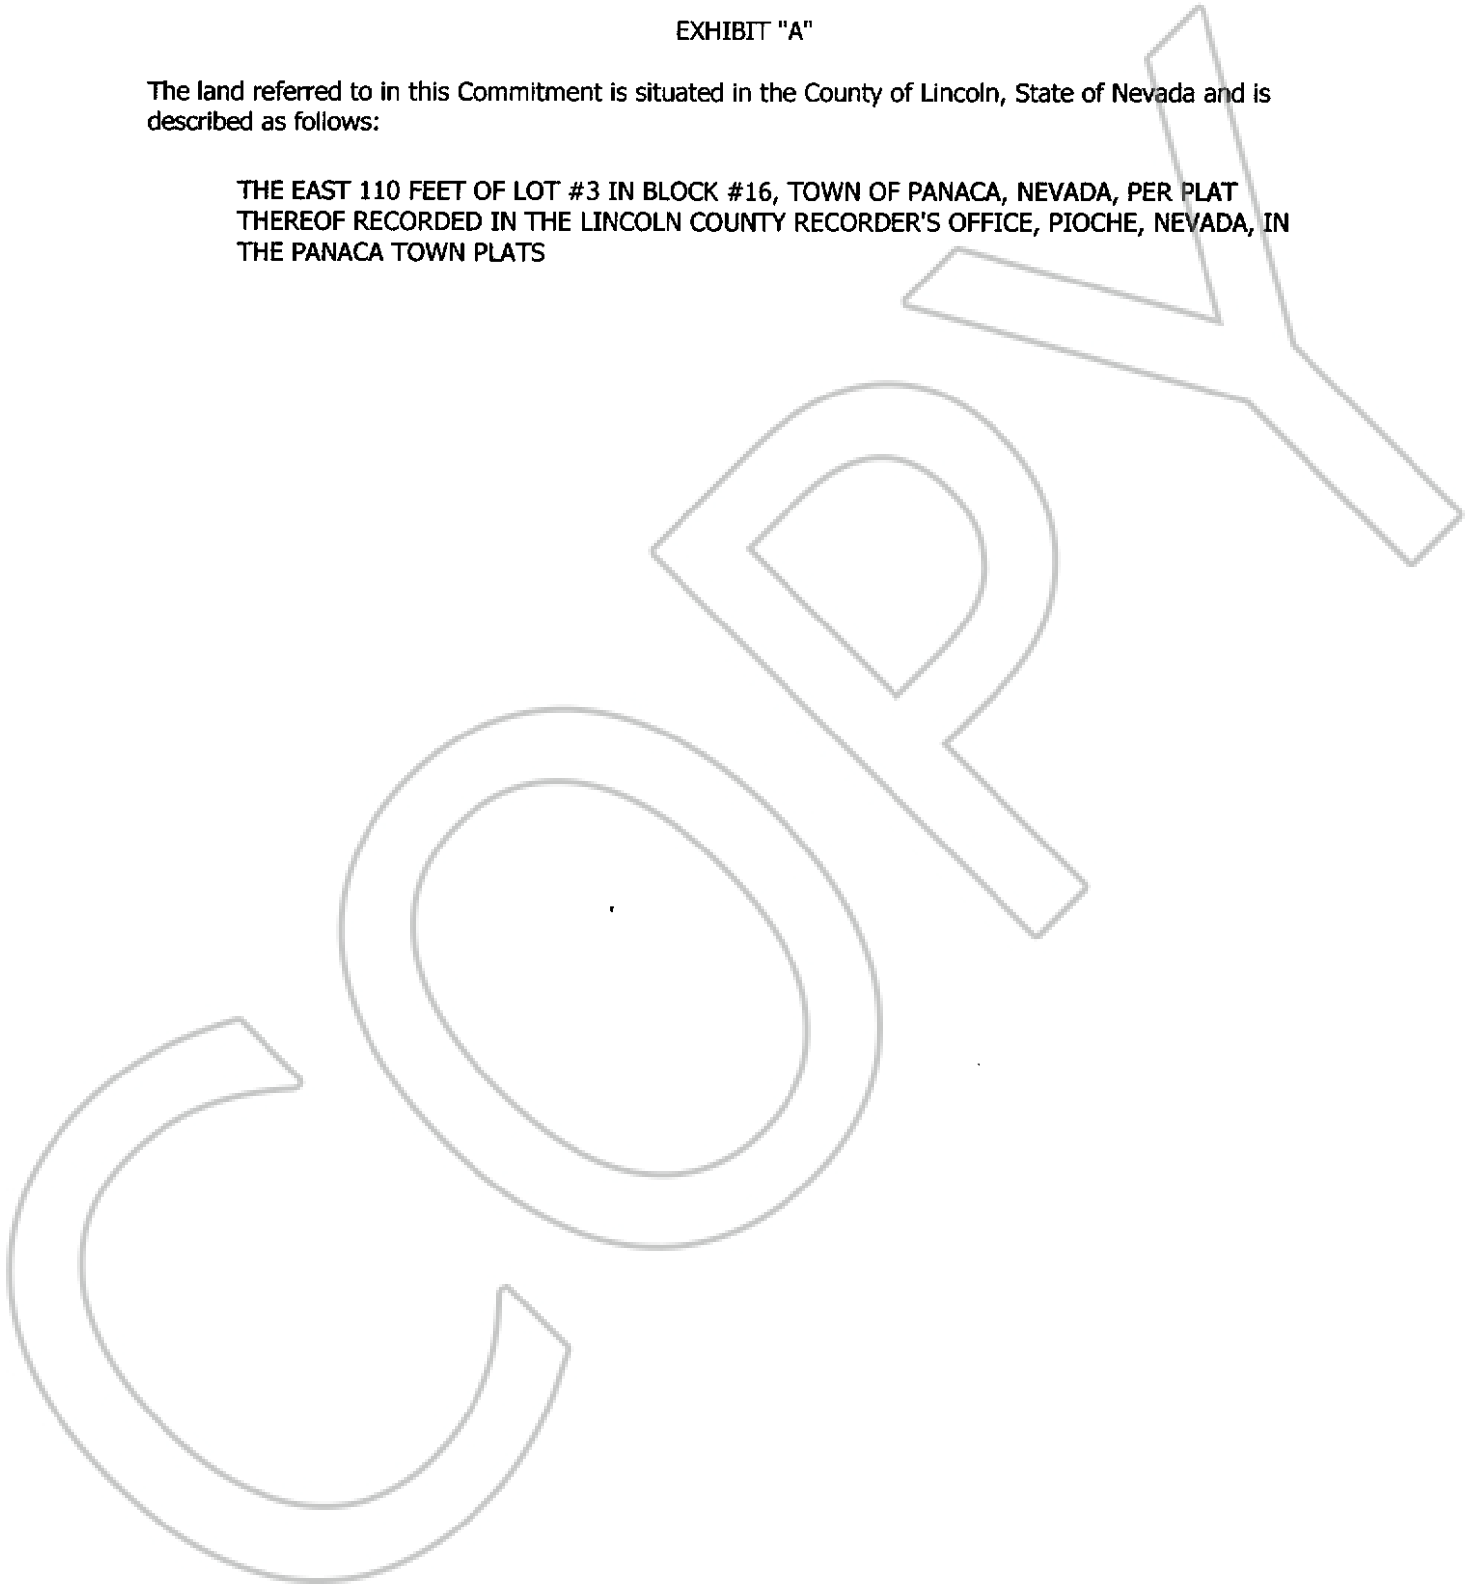 EXHIBIT "A"
The land referred to in this Commitment is situated in the County of Lincoln, State of Nevada and is
described as follows:
THE EAST 110 FEET OF LOT #3 IN BLOCK #16, TOWN OF PANACA, NEVADA, PER PLAT
THEREOF RECORDED IN THE LINCOLN COUNTY RECORDER'S OFFICE, PIOCHE, NEVADA, IN
THE PANACA TOWN PLATS
COPY